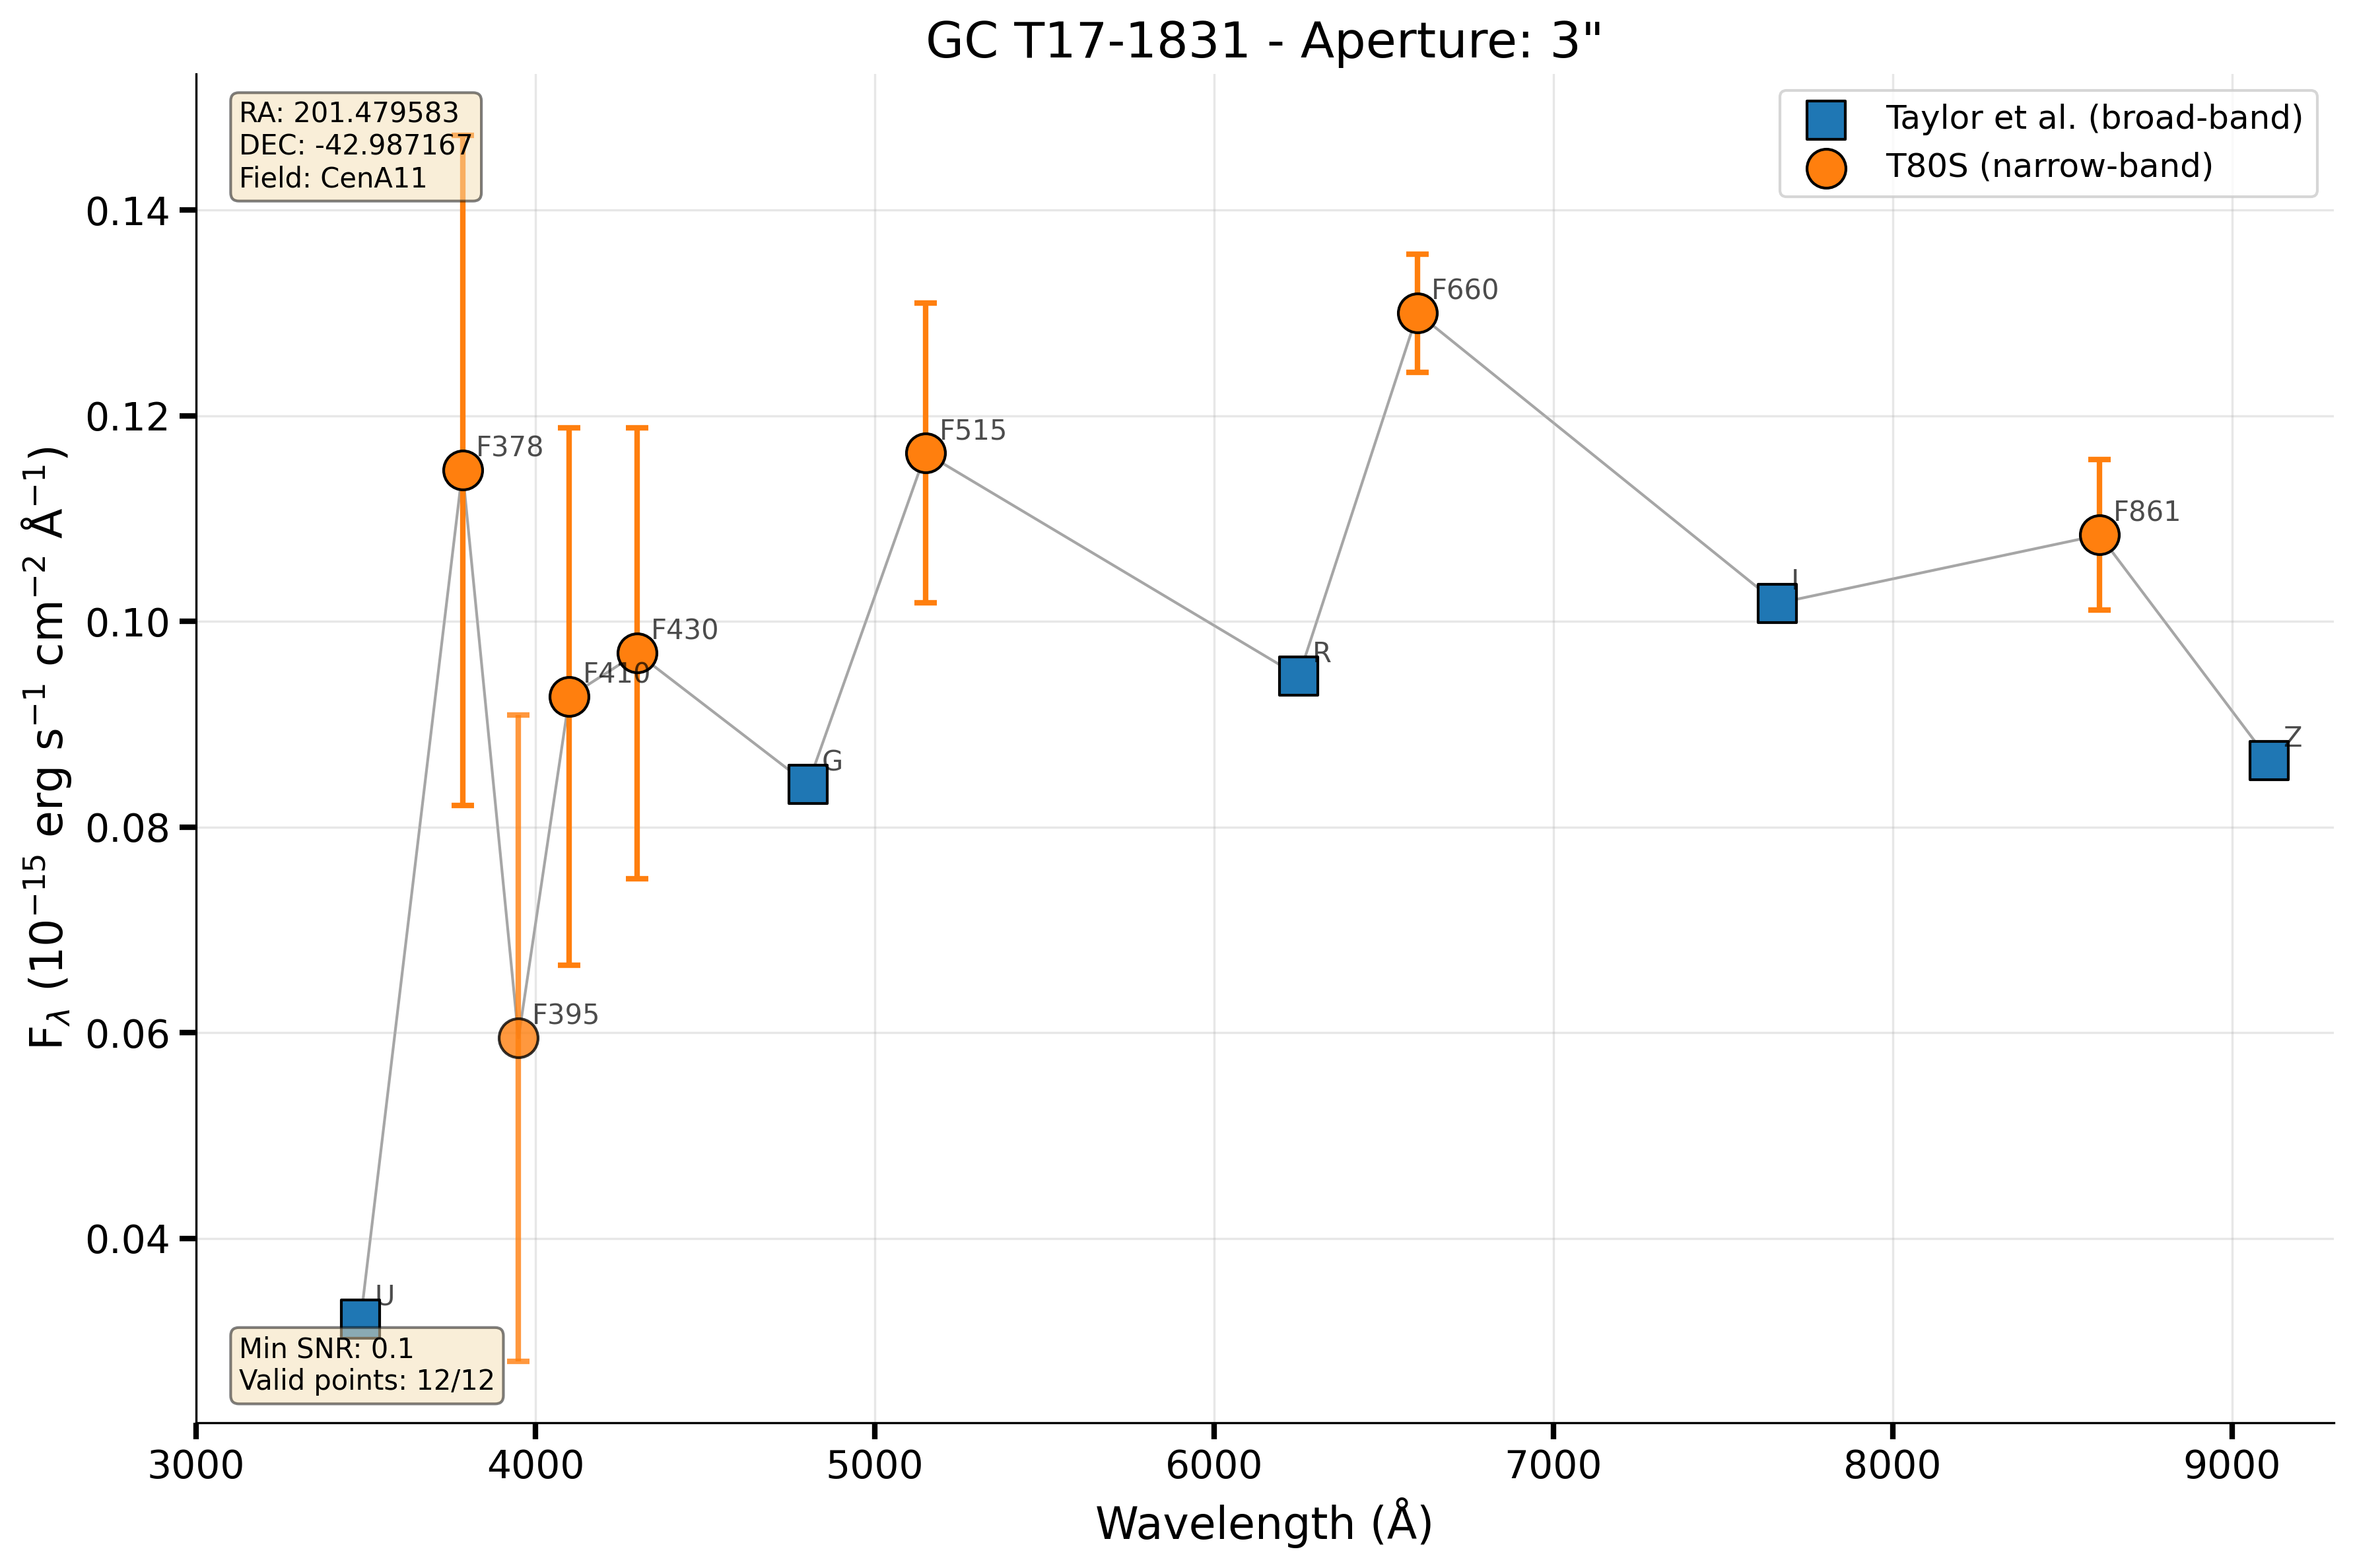 GC T17-1831 - Aperture: 3"
RA: 201.479583
DEC: -42.987167
Field: CenA11
Taylor et al. (broad-band)
T80S (narrow-band)
0.14
0.12
0.10
0.08
0.06
0.04
F378
F395
F410
F430
F515
F660
F861
U
G
R
I
Z
Min SNR: 0.1
Valid points: 12/12
3000 4000 5000 6000 7000 8000 9000
Wavelength (Å)
Fλ (10⁻¹⁵ erg s⁻¹ cm⁻² Å⁻¹)